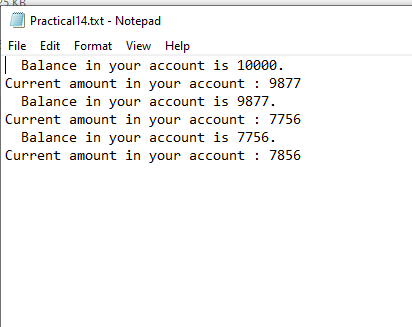 Practical14.txt - Notepad
File Edit Format View Help
Balance in your account is 10000.
Current amount in your account : 9877
Balance in your account is 9877.
Current amount in your account : 7756
Balance in your account is 7756.
Current amount in your account : 7856